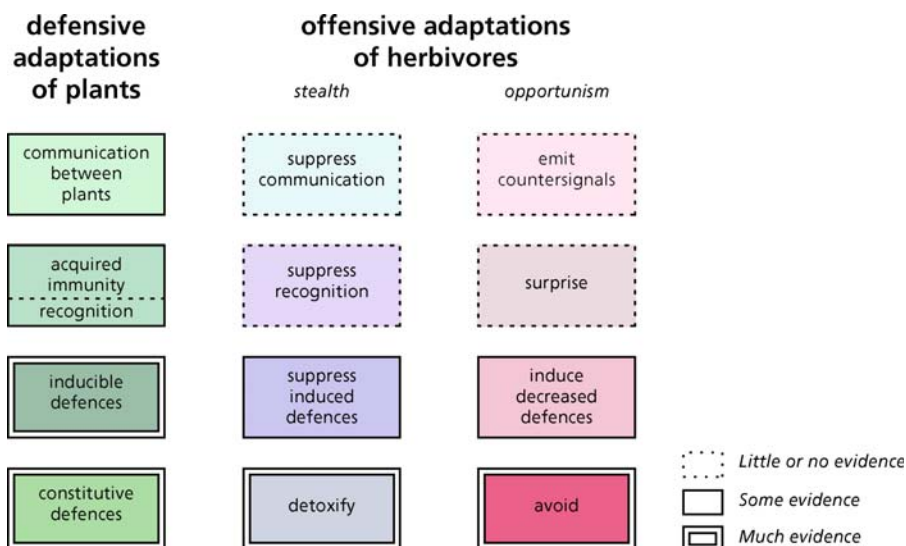 defensive
adaptations
of plants
offensive adaptations
of herbivores
stealth
opportunism
communication
between
plants
suppress
communication
emit
countersignals
acquired
immunity
recognition
suppress
recognition
surprise
inducible
defences
suppress
induced
defences
induce
decreased
defences
constitutive
defences
detoxify
avoid
Little or no evidence
Some evidence
Much evidence